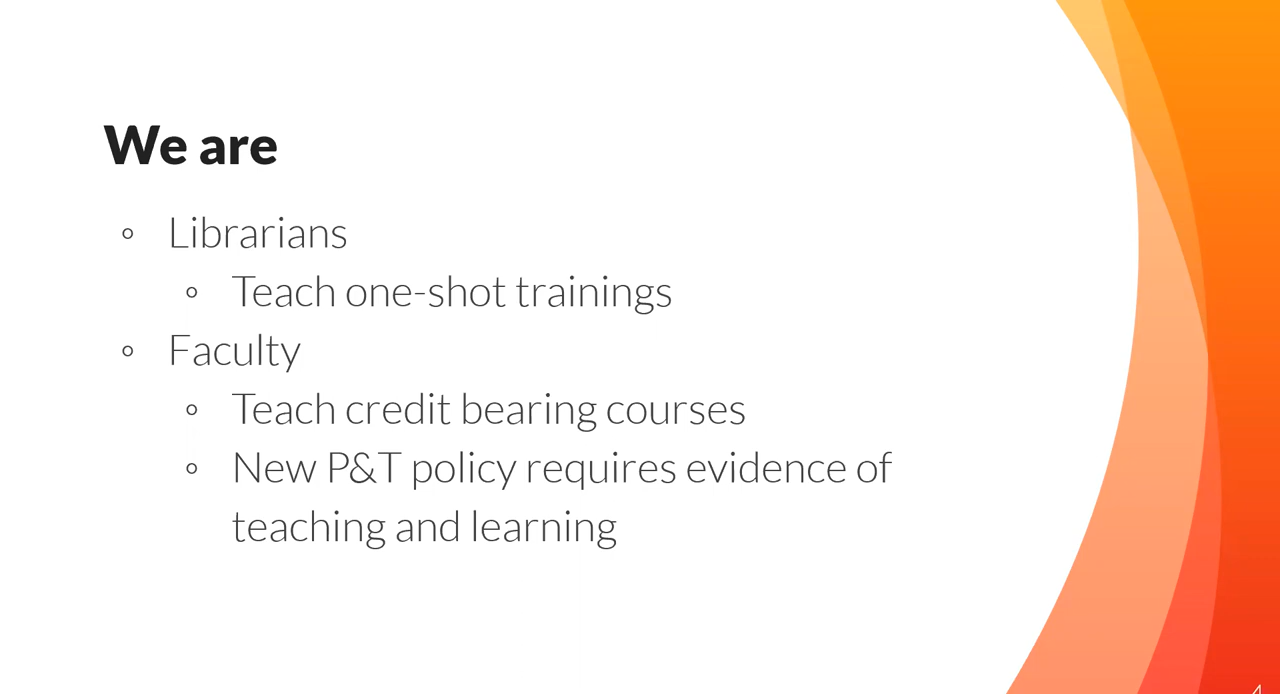 We are
◦ Librarians
◦ Teach one-shot trainings
◦ Faculty
◦ Teach credit bearing courses
◦ New P&T policy requires evidence of
teaching and learning